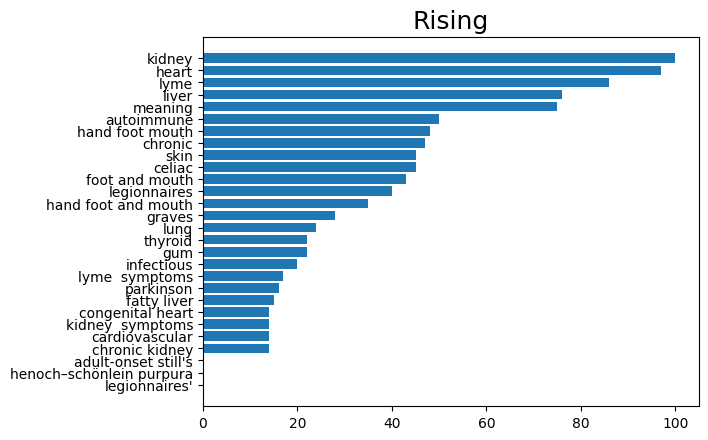 Rising
kidney
heart
lyme
liver
meaning
autoimmune
hand foot mouth
chronic
skin
celiac
foot and mouth
legionnaires
hand foot and mouth
graves
lung
thyroid
gum
infectious
lyme  symptoms
parkinson
fatty liver
congenital heart
kidney  symptoms
cardiovascular
chronic kidney
adult-onset still's
henoch–schönlein purpura
legionnaires'
0 20 40 60 80 100